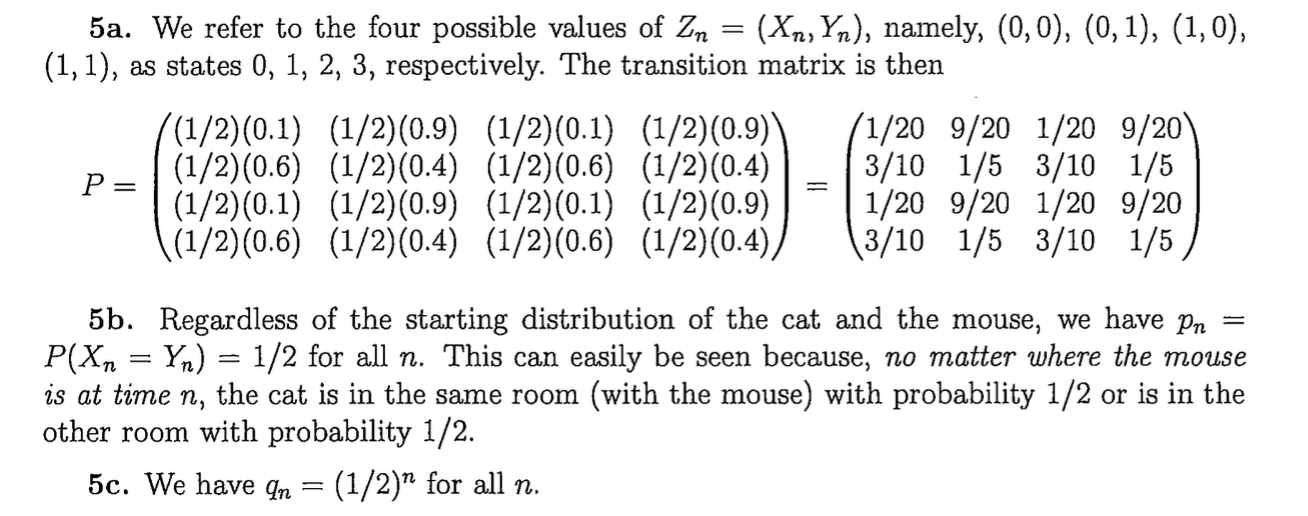 5a. We refer to the four possible values of Zₙ = (Xₙ, Yₙ), namely, (0, 0), (0, 1), (1, 0),
(1, 1), as states 0, 1, 2, 3, respectively. The transition matrix is then
P = ( (1/2)(0.1) (1/2)(0.9) (1/2)(0.1) (1/2)(0.9) ) = ( 1/20 9/20 1/20 9/20 )
(1/2)(0.6) (1/2)(0.4) (1/2)(0.6) (1/2)(0.4) 3/10 1/5 3/10 1/5
(1/2)(0.1) (1/2)(0.9) (1/2)(0.1) (1/2)(0.9) 1/20 9/20 1/20 9/20
(1/2)(0.6) (1/2)(0.4) (1/2)(0.6) (1/2)(0.4) 3/10 1/5 3/10 1/5
5b. Regardless of the starting distribution of the cat and the mouse, we have pₙ =
P(Xₙ = Yₙ) = 1/2 for all n. This can easily be seen because, no matter where the mouse
is at time n, the cat is in the same room (with the mouse) with probability 1/2 or is in the
other room with probability 1/2.
5c. We have qₙ = (1/2)ⁿ for all n.